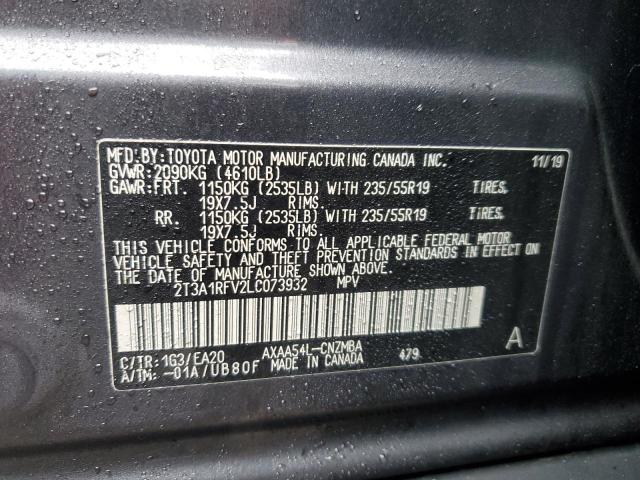 MFD.BY:TOYOTA MOTOR MANUFACTURING CANADA INC. 11/19
GVWR:2090KG (4610LB)
GAWR:FRT. 1150KG (2535LB) WITH 235/55R19 TIRES.
19X7.5J RIMS.
RR. 1150KG (2535LB) WITH 235/55R19 TIRES.
19X7.5J RIMS.
THIS VEHICLE CONFORMS TO ALL APPLICABLE FEDERAL MOTOR
VEHICLE SAFETY AND THEFT PREVENTION STANDARDS IN EFFECT ON
THE DATE OF MANUFACTURE SHOWN ABOVE.
2T3A1RFV2LC073932 MPV
C/TR:1G3/EA20 AXAA54L-CNZMBA A
A/TM:-01A/UB80F MADE IN CANADA 479